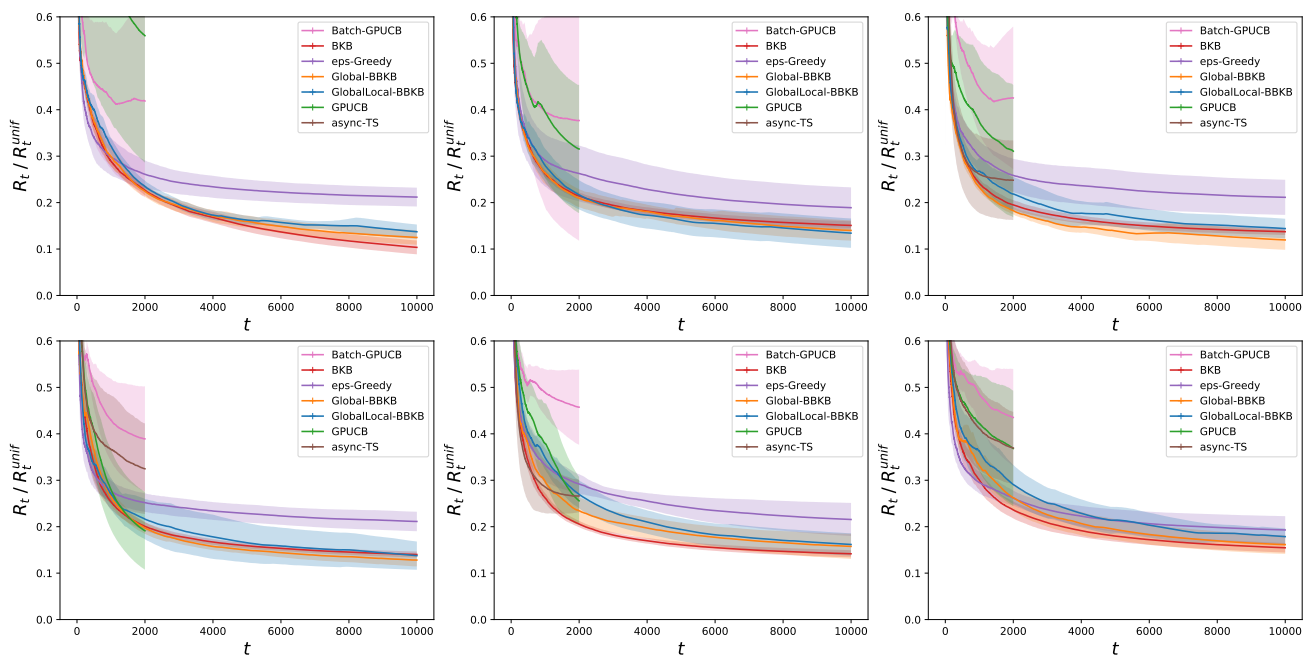 0.6
0.5
0.4
0.3
0.2
0.1
0.0
R_t / R_t^{unif}
0 2000 4000 6000 8000 10000
t
Batch-GPUCB
BKB
eps-Greedy
Global-BBKB
GlobalLocal-BBKB
GPUCB
async-TS
0.6
0.5
0.4
0.3
0.2
0.1
0.0
R_t / R_t^{unif}
0 2000 4000 6000 8000 10000
t
Batch-GPUCB
BKB
eps-Greedy
Global-BBKB
GlobalLocal-BBKB
GPUCB
async-TS
0.6
0.5
0.4
0.3
0.2
0.1
0.0
R_t / R_t^{unif}
0 2000 4000 6000 8000 10000
t
Batch-GPUCB
BKB
eps-Greedy
Global-BBKB
GlobalLocal-BBKB
GPUCB
async-TS
0.6
0.5
0.4
0.3
0.2
0.1
0.0
R_t / R_t^{unif}
0 2000 4000 6000 8000 10000
t
Batch-GPUCB
BKB
eps-Greedy
Global-BBKB
GlobalLocal-BBKB
GPUCB
async-TS
0.6
0.5
0.4
0.3
0.2
0.1
0.0
R_t / R_t^{unif}
0 2000 4000 6000 8000 10000
t
Batch-GPUCB
BKB
eps-Greedy
Global-BBKB
GlobalLocal-BBKB
GPUCB
async-TS
0.6
0.5
0.4
0.3
0.2
0.1
0.0
R_t / R_t^{unif}
0 2000 4000 6000 8000 10000
t
Batch-GPUCB
BKB
eps-Greedy
Global-BBKB
GlobalLocal-BBKB
GPUCB
async-TS